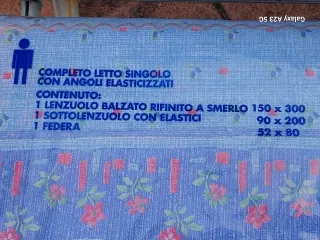 Galaxy A23 5G
COMPLETO LETTO SINGOLO
CON ANGOLI ELASTICIZZATI
CONTENUTO:
1 LENZUOLO BALZATO RIFINITO A SMERLO 150 x 300
1 SOTTOLENZUOLO CON ELASTICI 90 x 200
1 FEDERA 52 x 80